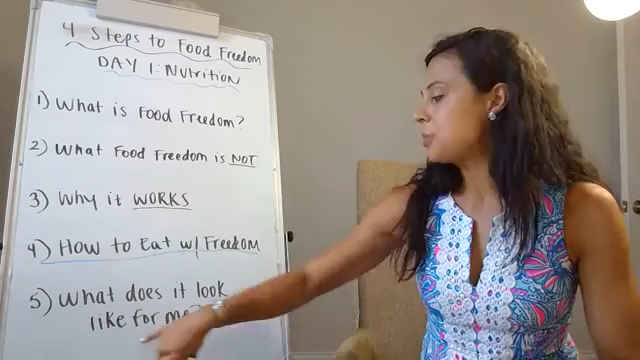 4 Steps to Food Freedom
DAY 1: Nutrition
1) What is Food Freedom?
2) What Food Freedom is NOT
3) Why it WORKS
4) How to Eat w/ Freedom
5) What does it look
like for me?